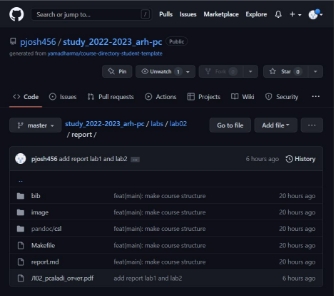 Search or jump to...
/
Pulls Issues Marketplace Explore
pjosh456 / study_2022-2023_arh-pc Public
generated from yamadharma/course-directory-student-template
Pin Unwatch 1 Star 0
Code Issues Pull requests Actions Projects Wiki Security
master study_2022-2023_arh-pc / labs / lab02 / report /
Go to file Add file
pjosh456 add report lab1 and lab2 6 hours ago History
..
bib feat(main): make course structure 20 hours ago
image feat(main): make course structure 20 hours ago
pandoc/csl feat(main): make course structure 20 hours ago
Makefile feat(main): make course structure 20 hours ago
report.md feat(main): make course structure 20 hours ago
add report lab1 and lab2 6 hours ago